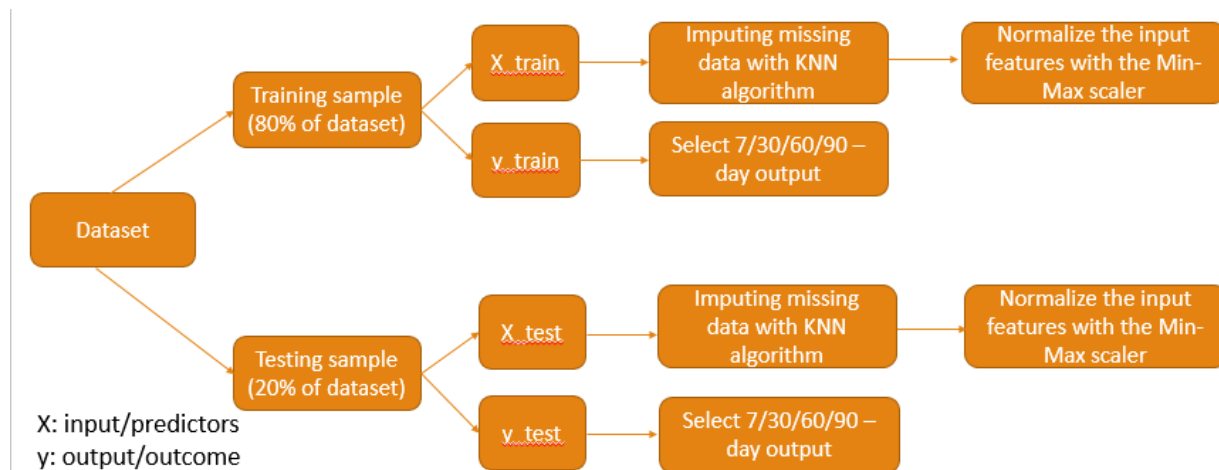 Dataset
Training sample
(80% of dataset)
X_train
Imputing missing
data with KNN
algorithm
Normalize the input
features with the Min-
Max scaler
y_train
Select 7/30/60/90 –
day output
Testing sample
(20% of dataset)
X_test
Imputing missing
data with KNN
algorithm
Normalize the input
features with the Min-
Max scaler
y_test
Select 7/30/60/90 –
day output
X: input/predictors
y: output/outcome